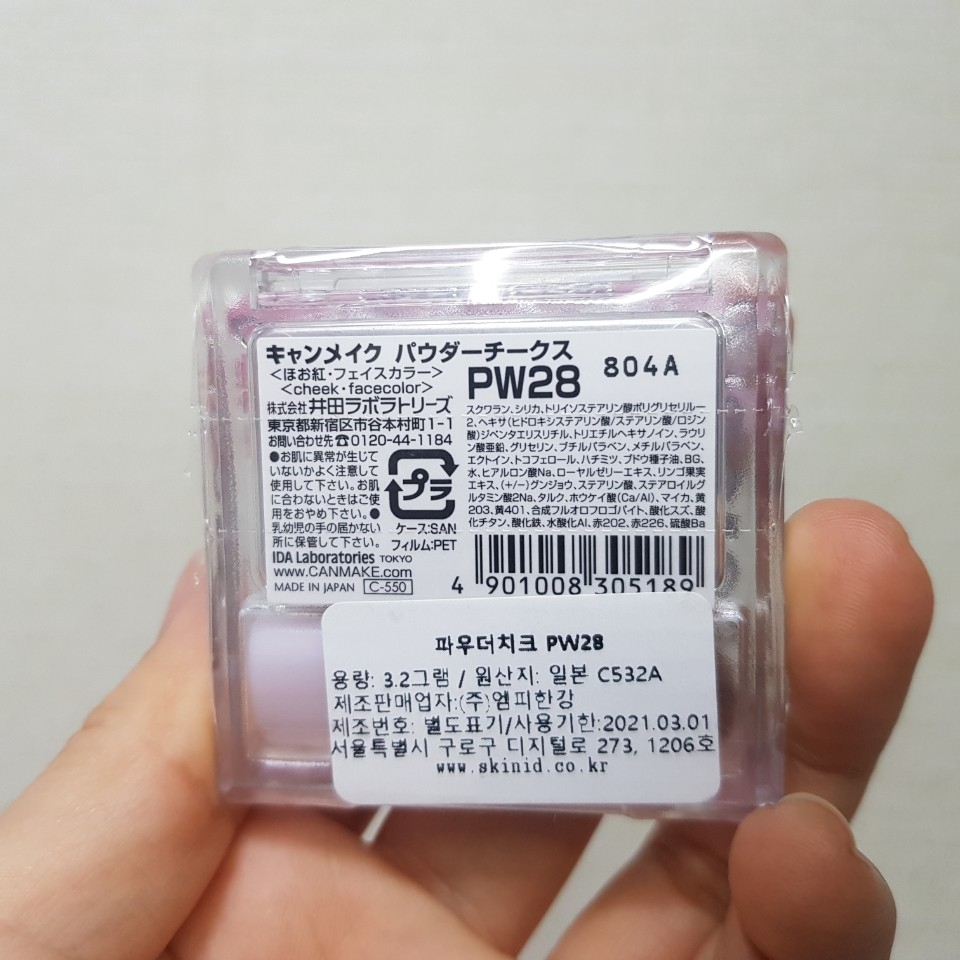 キャンメイク パウダーチークス
<ほお紅・フェイスカラー>
<cheek・facecolor>
PW28
804A
株式会社 井田ラボラトリーズ
東京都新宿区市谷本村町1-1
お問い合わせ先☎0120-44-1184
●お肌に異常が生じて
いないかよく注意して
使用して下さい。お肌
に合わないときはご使
用をおやめ下さい。●
乳幼児の手の届かない
所に保管して下さい。
プラ
ケース:SAN
フィルム:PET
IDA Laboratories TOKYO
www.CANMAKE.com
MADE IN JAPAN C-550
スクワラン、シリカ、トリイソステアリン酸ポリグリセリル-
2、ヘキサ(ヒドロキシステアリン酸/ステアリン酸/ロジン
酸)ジペンタエリスリチル、トリエチルヘキサノイン、ラウリ
ン酸亜鉛、グリセリン、ブチルパラベン、メチルパラベン、
エクトイン、トコフェロール、ハチミツ、ブドウ種子油、BG、
水、ヒアルロン酸Na、ローヤルゼリーエキス、リンゴ果実
エキス、(+/-)グンジョウ、ステアリン酸、ステアロイルグ
ルタミン酸2Na、タルク、ホウケイ酸(Ca/Al)、マイカ、黄
203、黄401、合成フルオロフロゴパイト、酸化スズ、酸
化チタン、酸化鉄、水酸化Al、赤202、赤226、硫酸Ba
4 901008 305189
파우더치크 PW28
용량: 3.2그램 / 원산지: 일본 C532A
제조판매업자:(주)엠피한강
제조번호: 별도표기/사용기한:2021.03.01
서울특별시 구로구 디지털로 273, 1206호
www.skinid.co.kr